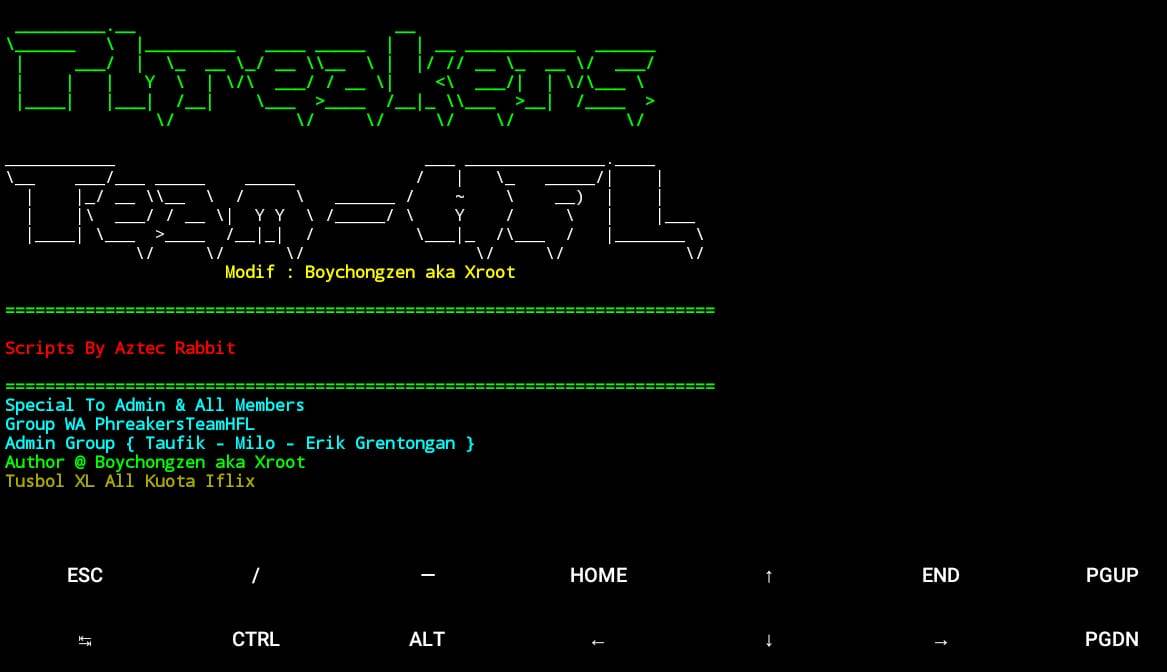 Phreakers
Team-HFL
Modif : Boychongzen aka Xroot
=======================================================================
Scripts By Aztec Rabbit
=======================================================================
Special To Admin & All Members
Group WA PhreakersTeamHFL
Admin Group { Taufik - Milo - Erik Grentongan }
Author @ Boychongzen aka Xroot
Tusbol XL All Kuota Iflix
ESC / — HOME ↑ END PGUP
↹ CTRL ALT ← ↓ → PGDN